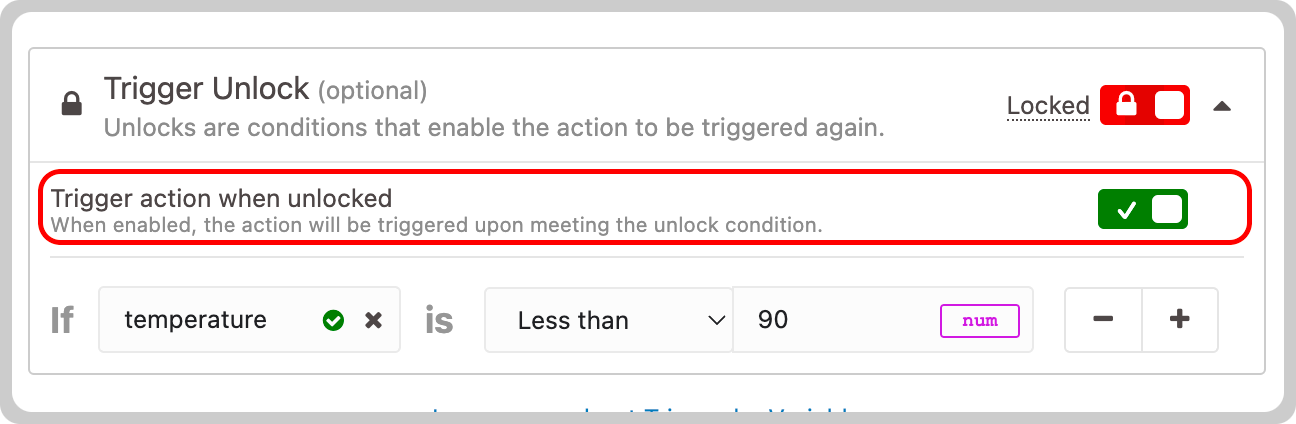 Trigger Unlock (optional)
Unlocks are conditions that enable the action to be triggered again.
Locked
Trigger action when unlocked
When enabled, the action will be triggered upon meeting the unlock condition.
If temperature is Less than 90 num